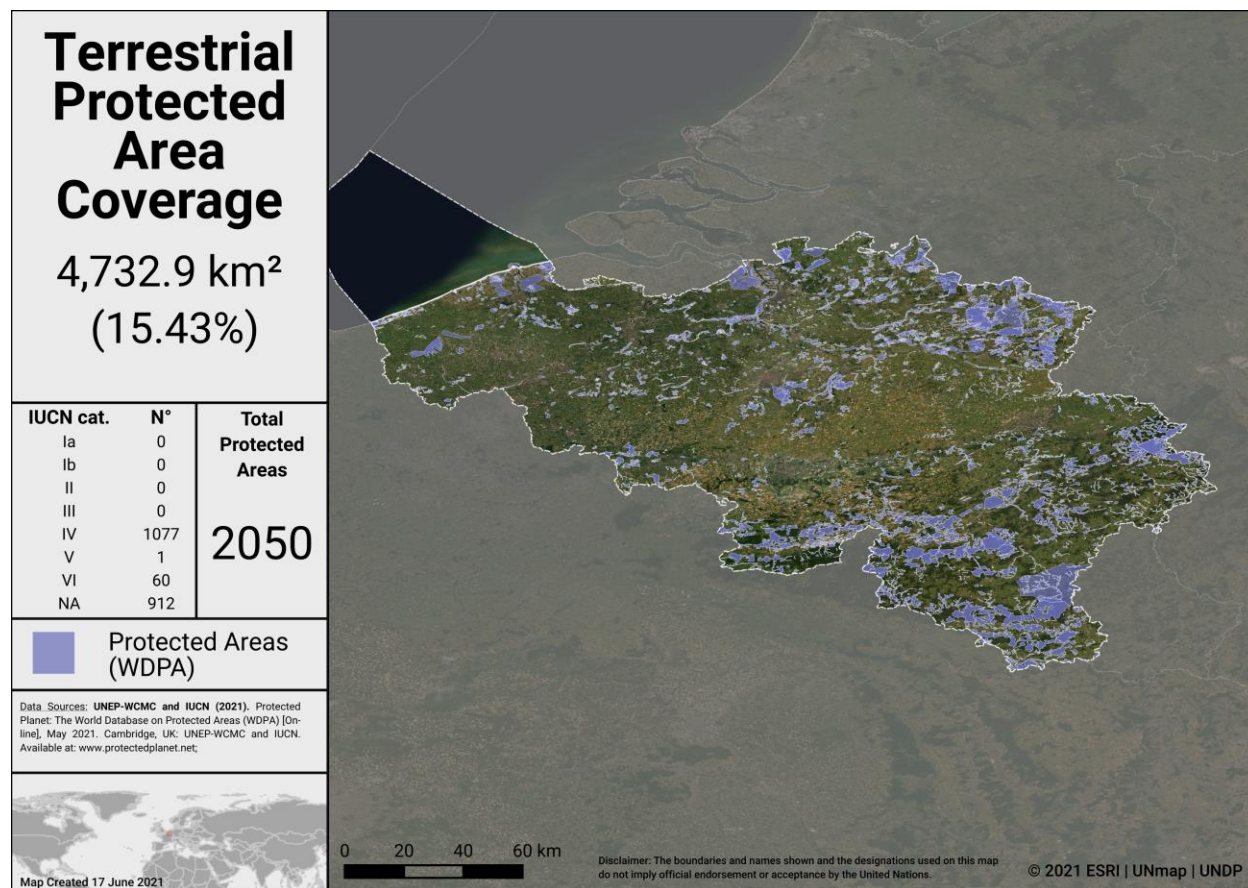 Terrestrial
Protected
Area
Coverage
4,732.9 km²
(15.43%)
IUCN cat. N°
Ia 0
Ib 0
II 0
III 0
IV 1077
V 1
VI 60
NA 912
Total
Protected
Areas
2050
Protected Areas
(WDPA)
Data Sources: UNEP-WCMC and IUCN (2021). Protected
Planet: The World Database on Protected Areas (WDPA) [On-
line], May 2021. Cambridge, UK: UNEP-WCMC and IUCN.
Available at: www.protectedplanet.net;
Map Created 17 June 2021
0 20 40 60 km
Disclaimer: The boundaries and names shown and the designations used on this map
do not imply official endorsement or acceptance by the United Nations.
© 2021 ESRI | UNmap | UNDP